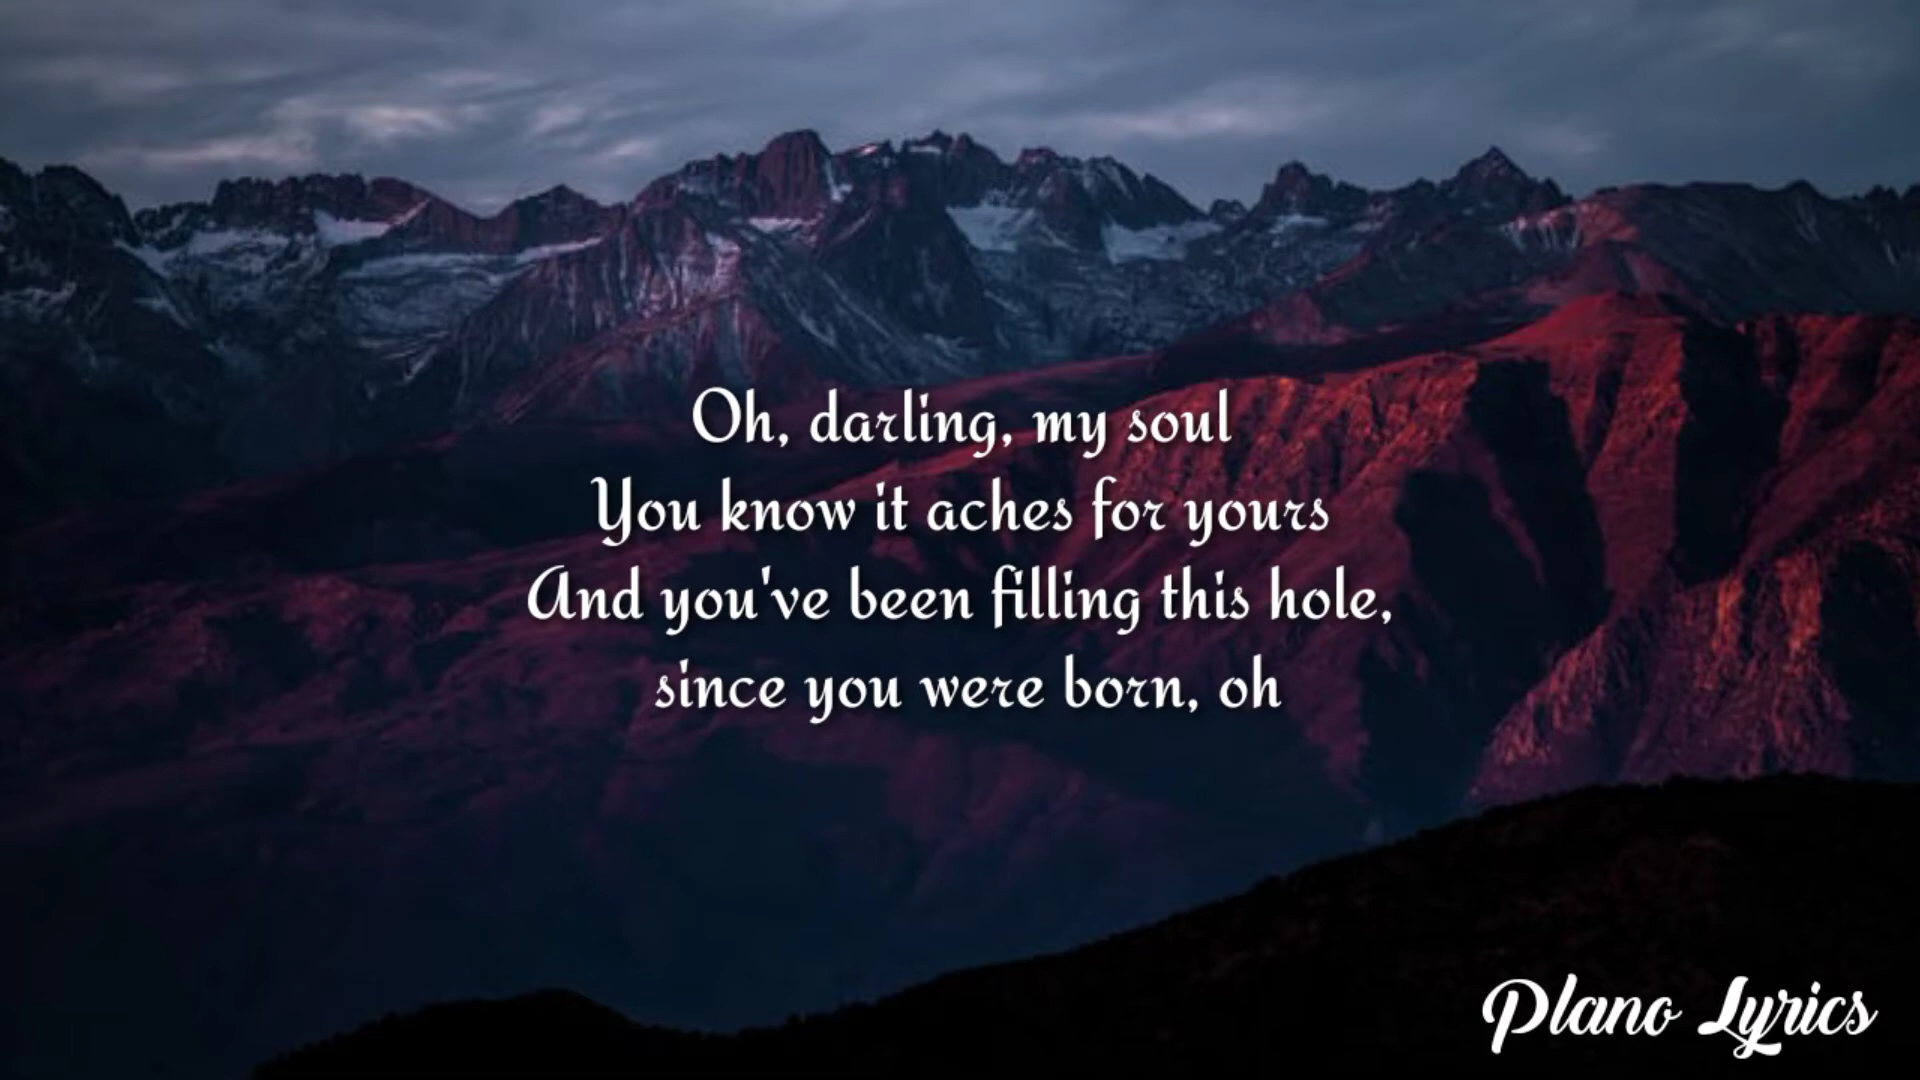 Oh, darling, my soul
You know it aches for yours
And you've been filling this hole,
since you were born, oh
Plano Lyrics